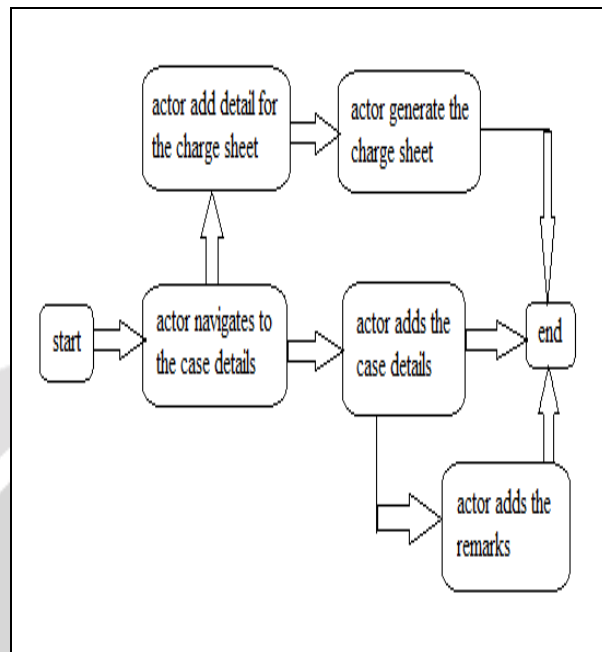 actor add detail for
the charge sheet
actor generate the
charge sheet
start
actor navigates to
the case details
actor adds the
case details
end
actor adds the
remarks